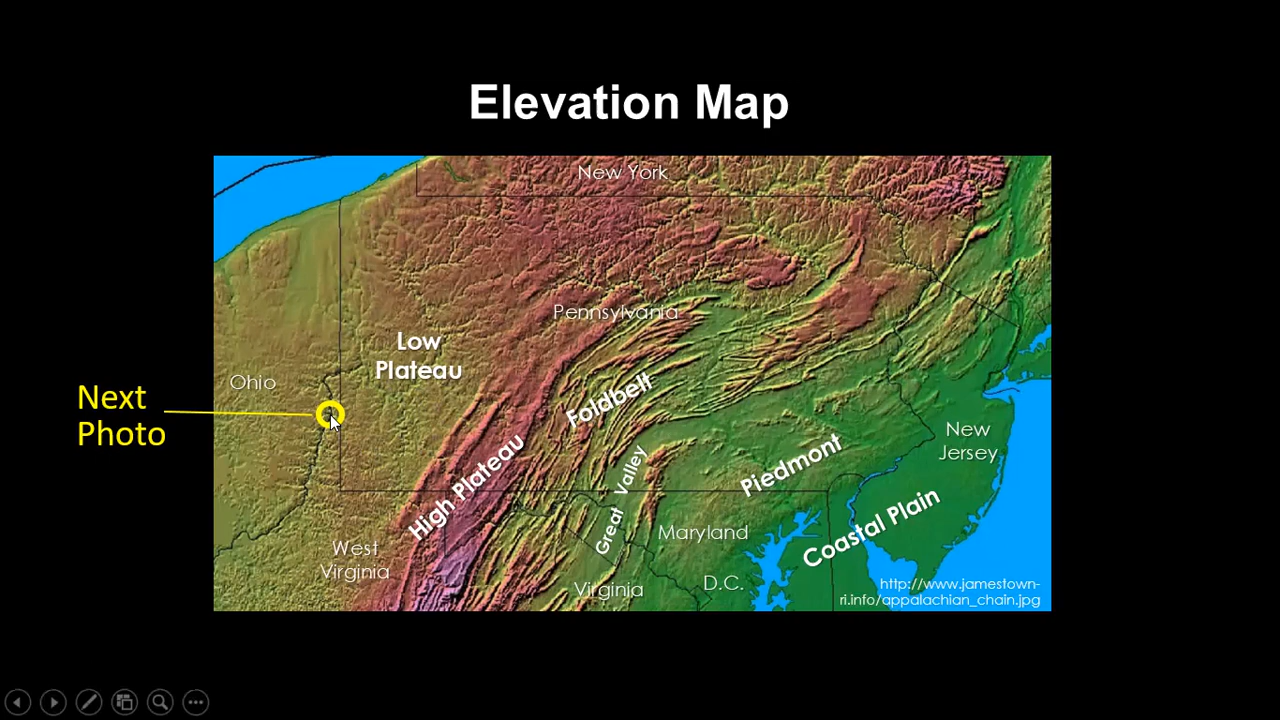 Elevation Map
New York
Pennsylvania
Low
Plateau
Ohio
Next
Photo
Foldbelt
High Plateau
Great Valley
Piedmont
New
Jersey
Coastal Plain
Maryland
West
Virginia
Virginia
D.C.
http://www.jamestown-
ri.info/appalachian_chain.jpg